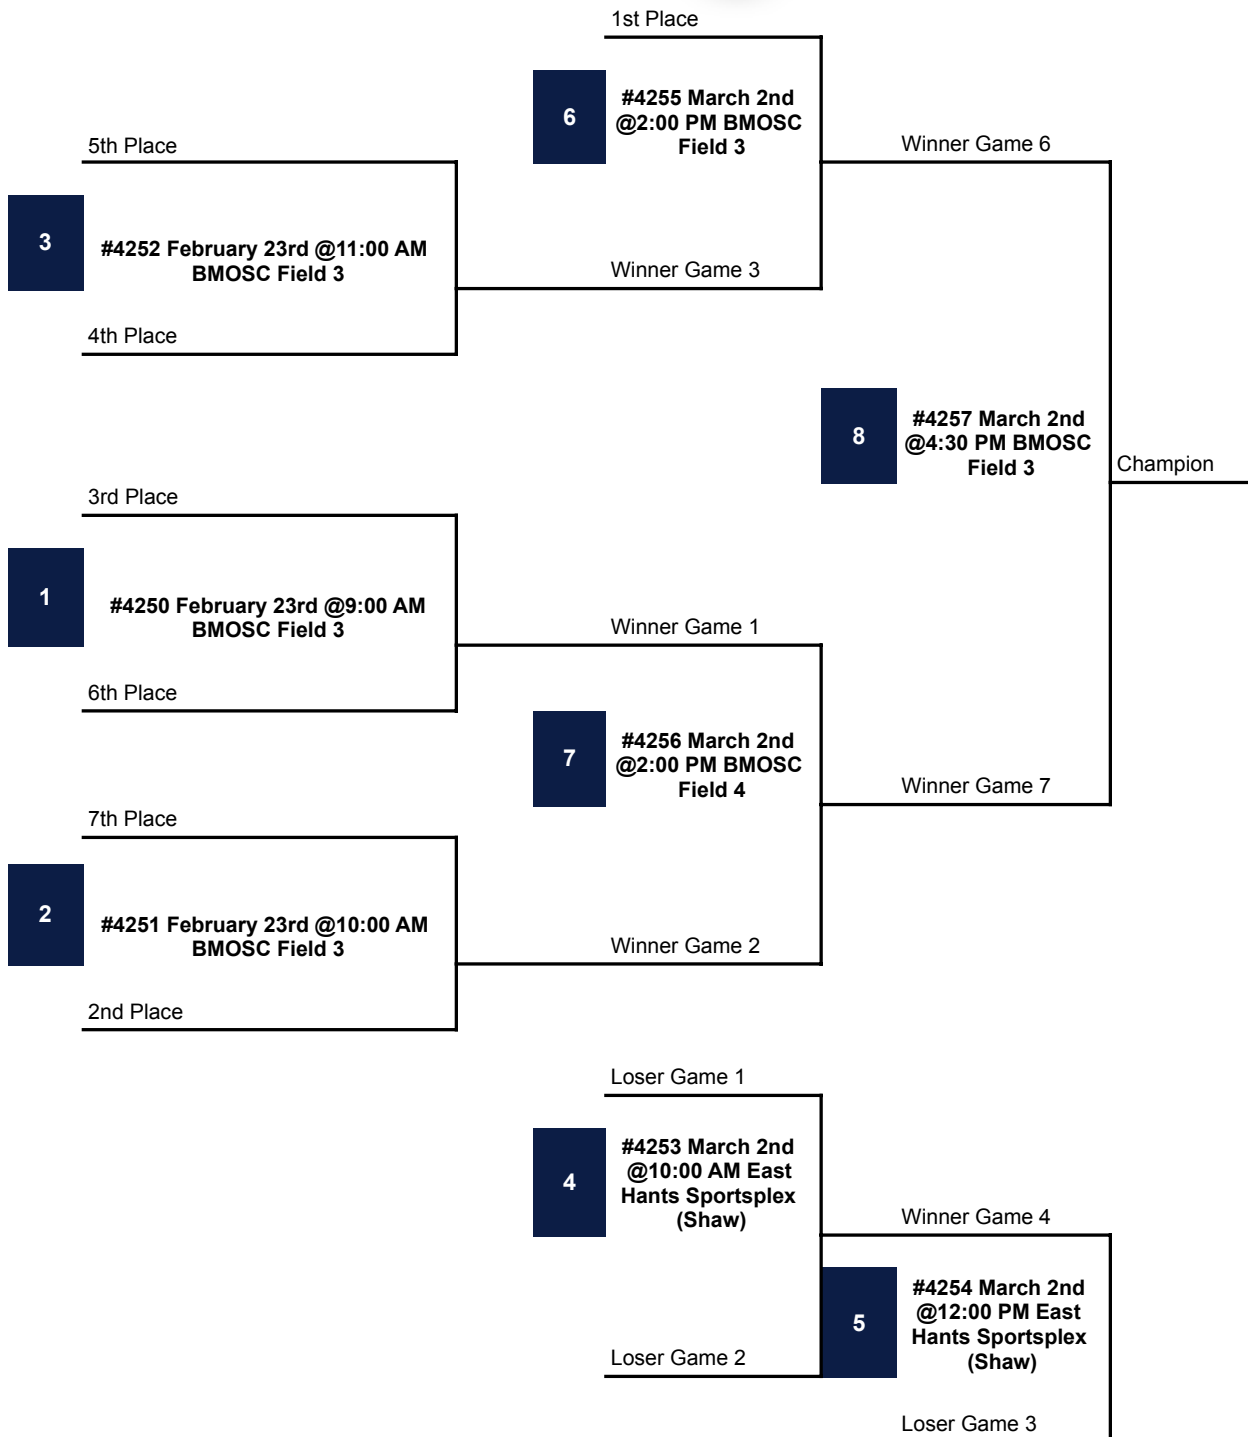 1st Place
6
#4255 March 2nd
@2:00 PM BMOSC
Field 3
5th Place
Winner Game 6
3
#4252 February 23rd @11:00 AM
BMOSC Field 3
Winner Game 3
4th Place
8
#4257 March 2nd
@4:30 PM BMOSC
Field 3
Champion
3rd Place
1
#4250 February 23rd @9:00 AM
BMOSC Field 3
Winner Game 1
6th Place
7
#4256 March 2nd
@2:00 PM BMOSC
Field 4
Winner Game 7
7th Place
2
#4251 February 23rd @10:00 AM
BMOSC Field 3
Winner Game 2
2nd Place
Loser Game 1
4
#4253 March 2nd
@10:00 AM East
Hants Sportsplex
(Shaw)
Winner Game 4
5
#4254 March 2nd
@12:00 PM East
Hants Sportsplex
(Shaw)
Loser Game 2
Loser Game 3